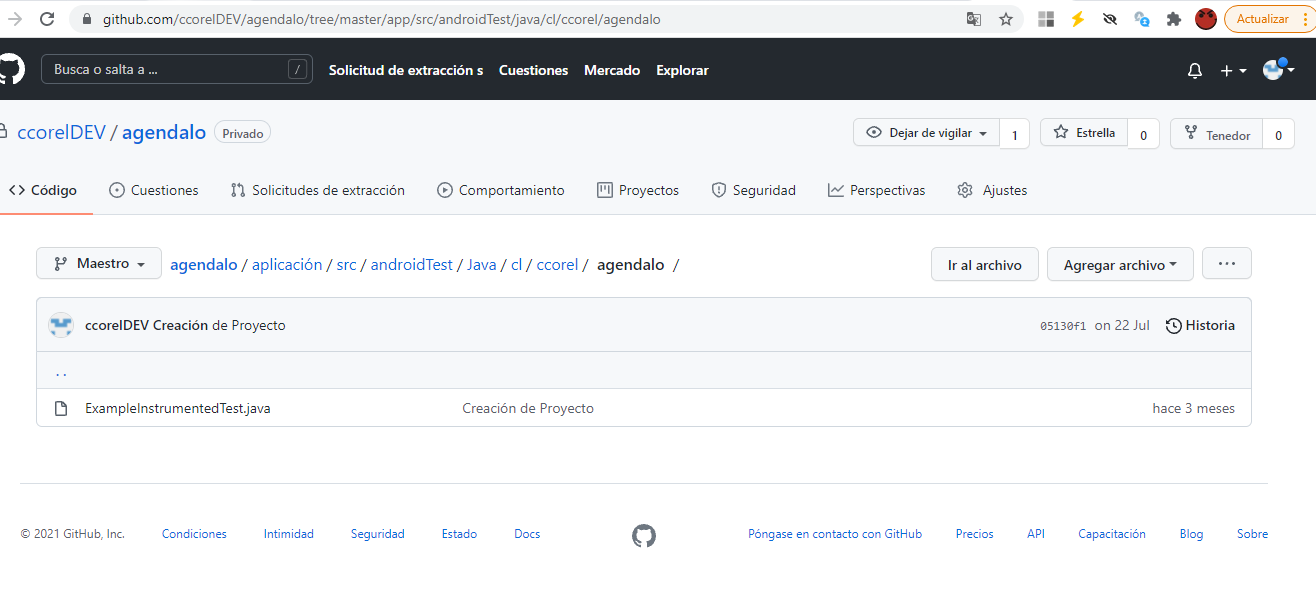 github.com/ccorelDEV/agendalo/tree/master/app/src/androidTest/java/cl/ccorel/agendalo
Actualizar
Busca o salta a ... /
Solicitud de extracción s Cuestiones Mercado Explorar
ccorelDEV / agendalo Privado
Dejar de vigilar 1 Estrella 0 Tenedor 0
Código Cuestiones Solicitudes de extracción Comportamiento Proyectos Seguridad Perspectivas Ajustes
Maestro agendalo / aplicación / src / androidTest / Java / cl / ccorel / agendalo /
Ir al archivo Agregar archivo ...
ccorelDEV Creación de Proyecto 05130f1 on 22 Jul Historia
. .
ExampleInstrumentedTest.java Creación de Proyecto hace 3 meses
© 2021 GitHub, Inc. Condiciones Intimidad Seguridad Estado Docs Póngase en contacto con GitHub Precios API Capacitación Blog Sobre